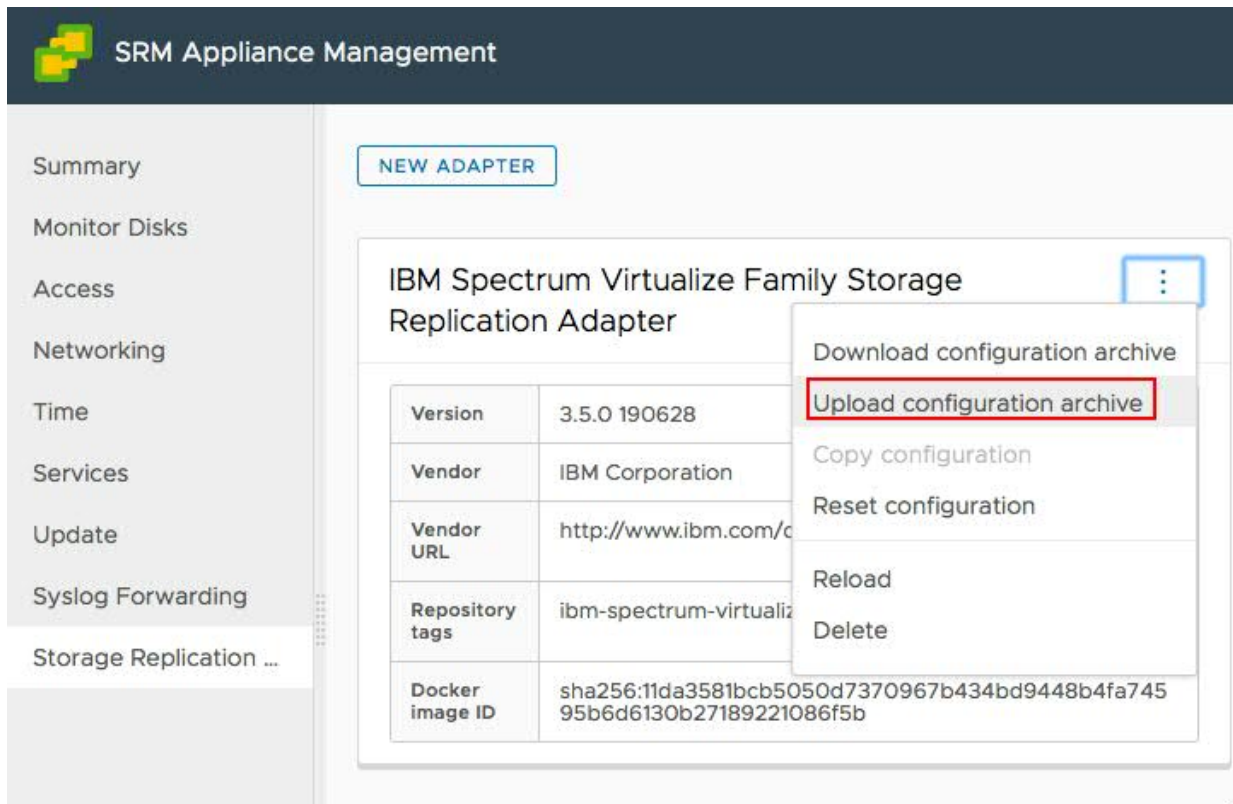 SRM Appliance Management
Summary
Monitor Disks
Access
Networking
Time
Services
Update
Syslog Forwarding
Storage Replication ...
NEW ADAPTER
IBM Spectrum Virtualize Family Storage
Replication Adapter
Download configuration archive
Upload configuration archive
Copy configuration
Reset configuration
Reload
Delete
Version 3.5.0 190628
Vendor IBM Corporation
Vendor
URL
http://www.ibm.com/
Repository
tags
ibm-spectrum-virtualiz
Docker
image ID
sha256:11da3581bcb5050d7370967b434bd9448b4fa745
95b6d6130b27189221086f5b